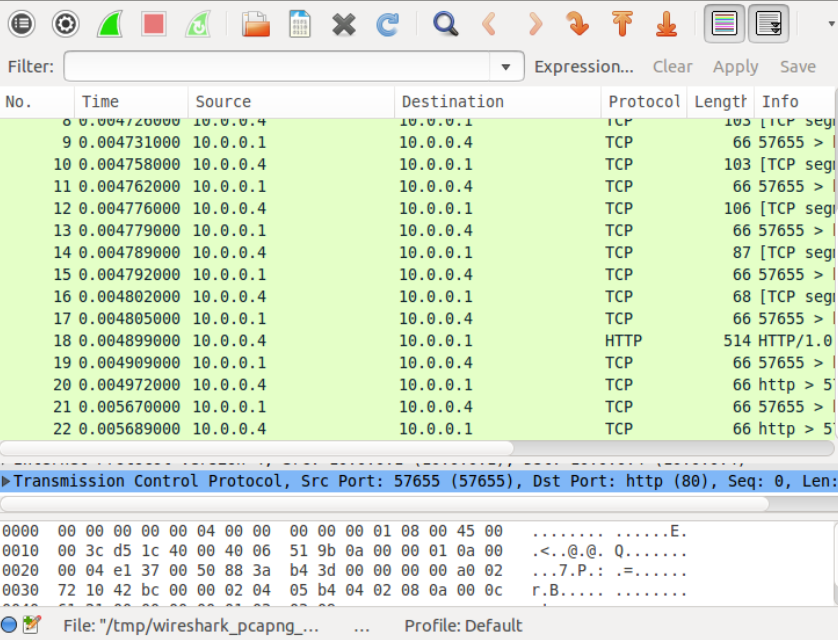 Filter: Expression... Clear Apply Save
No. Time Source Destination Protocol Length Info
8 0.004726000 10.0.0.4 10.0.0.1 TCP 103 [TCP seg
9 0.004731000 10.0.0.1 10.0.0.4 TCP 66 57655 >
10 0.004758000 10.0.0.4 10.0.0.1 TCP 103 [TCP seg
11 0.004762000 10.0.0.1 10.0.0.4 TCP 66 57655 >
12 0.004776000 10.0.0.4 10.0.0.1 TCP 106 [TCP seg
13 0.004779000 10.0.0.1 10.0.0.4 TCP 66 57655 >
14 0.004789000 10.0.0.4 10.0.0.1 TCP 87 [TCP seg
15 0.004792000 10.0.0.1 10.0.0.4 TCP 66 57655 >
16 0.004802000 10.0.0.4 10.0.0.1 TCP 68 [TCP seg
17 0.004805000 10.0.0.1 10.0.0.4 TCP 66 57655 >
18 0.004899000 10.0.0.4 10.0.0.1 HTTP 514 HTTP/1.0
19 0.004909000 10.0.0.1 10.0.0.4 TCP 66 57655 >
20 0.004972000 10.0.0.4 10.0.0.1 TCP 66 http > 5
21 0.005670000 10.0.0.1 10.0.0.4 TCP 66 57655 >
22 0.005689000 10.0.0.4 10.0.0.1 TCP 66 http > 5
Transmission Control Protocol, Src Port: 57655 (57655), Dst Port: http (80), Seq: 0, Len:
0000 00 00 00 00 00 04 00 00 00 00 00 01 08 00 45 00 ........ ......E.
0010 00 3c d5 1c 40 00 40 06 51 9b 0a 00 00 01 0a 00 .<..@.@. Q.......
0020 00 04 e1 37 00 50 88 3a b4 3d 00 00 00 00 a0 02 ...7.P.: .=......
0030 72 10 42 bc 00 00 02 04 05 b4 04 02 08 0a 00 0c r.B..... ........
File: "/tmp/wireshark_pcapng_... ... Profile: Default